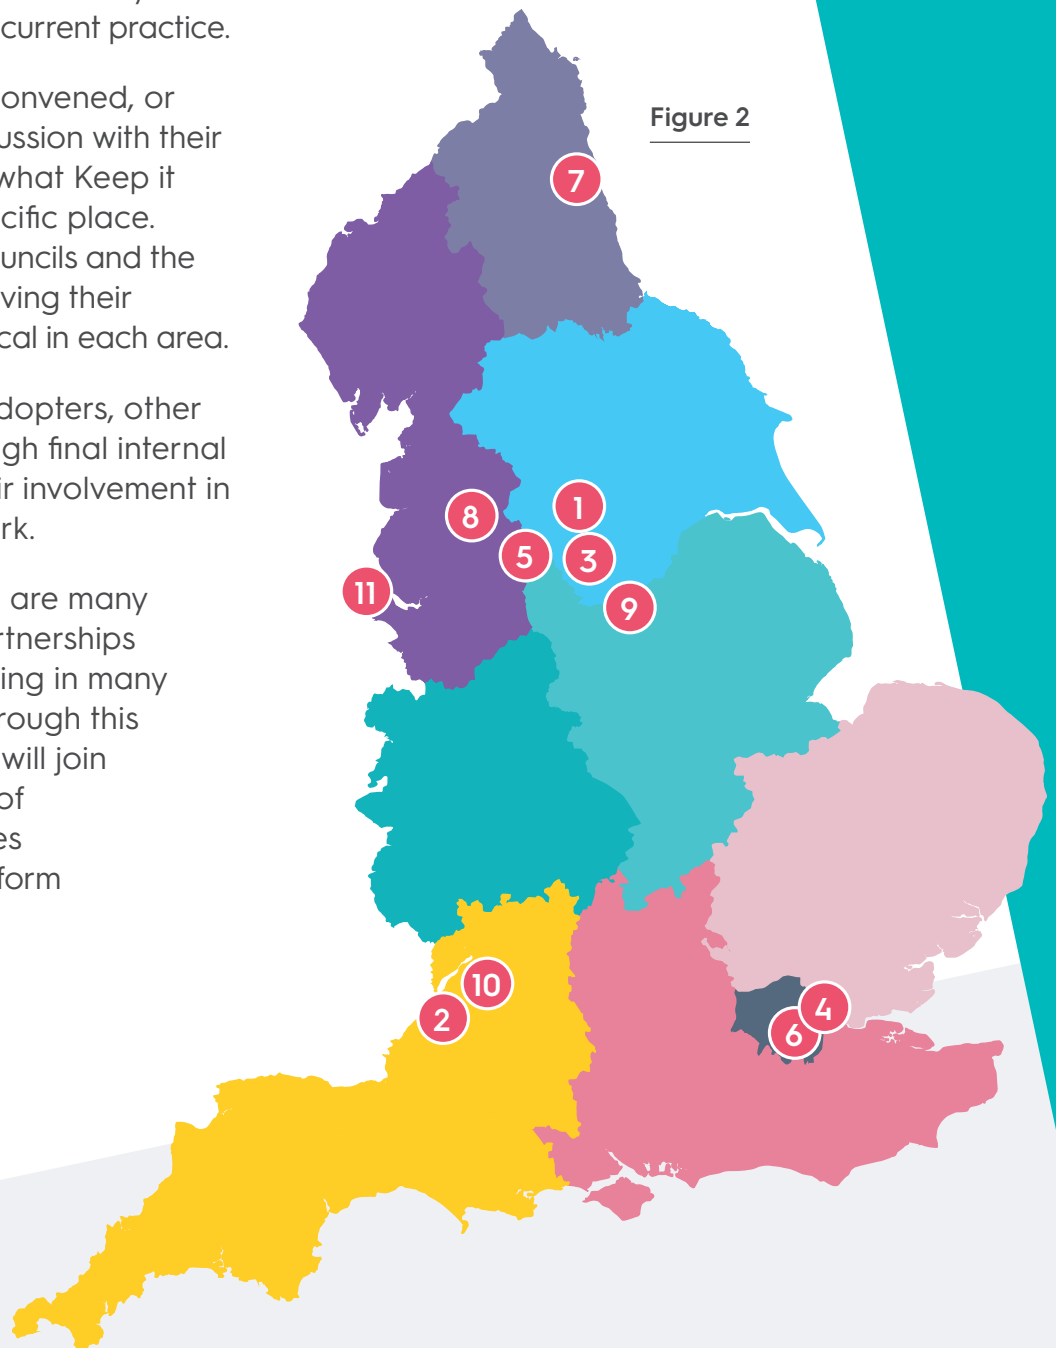 current practice.
onvened, or
ussion with their
what Keep it
cific place.
uncils and the
ving their
cal in each area.
dopters, other
gh final internal
ir involvement in
rk.
are many
rtnerships
ing in many
rough this
will join
of
es
form
Figure 2
7
1
8
5
3
11
9
10
2
4
6